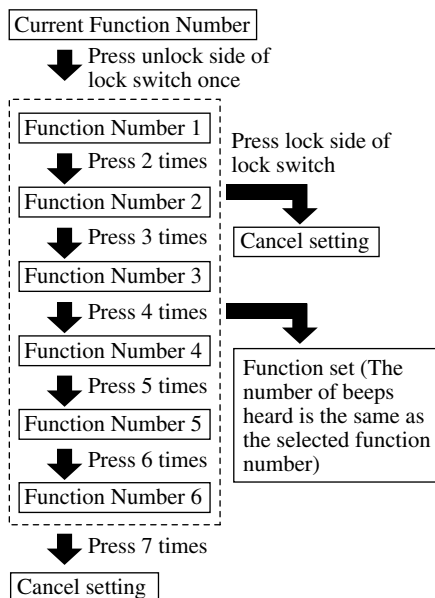 Current Function Number
Press unlock side of
lock switch once
Function Number 1
Press 2 times
Function Number 2
Press 3 times
Function Number 3
Press 4 times
Function Number 4
Press 5 times
Function Number 5
Press 6 times
Function Number 6
Press 7 times
Cancel setting
Press lock side of
lock switch
Cancel setting
Function set (The
number of beeps
heard is the same as
the selected function
number)